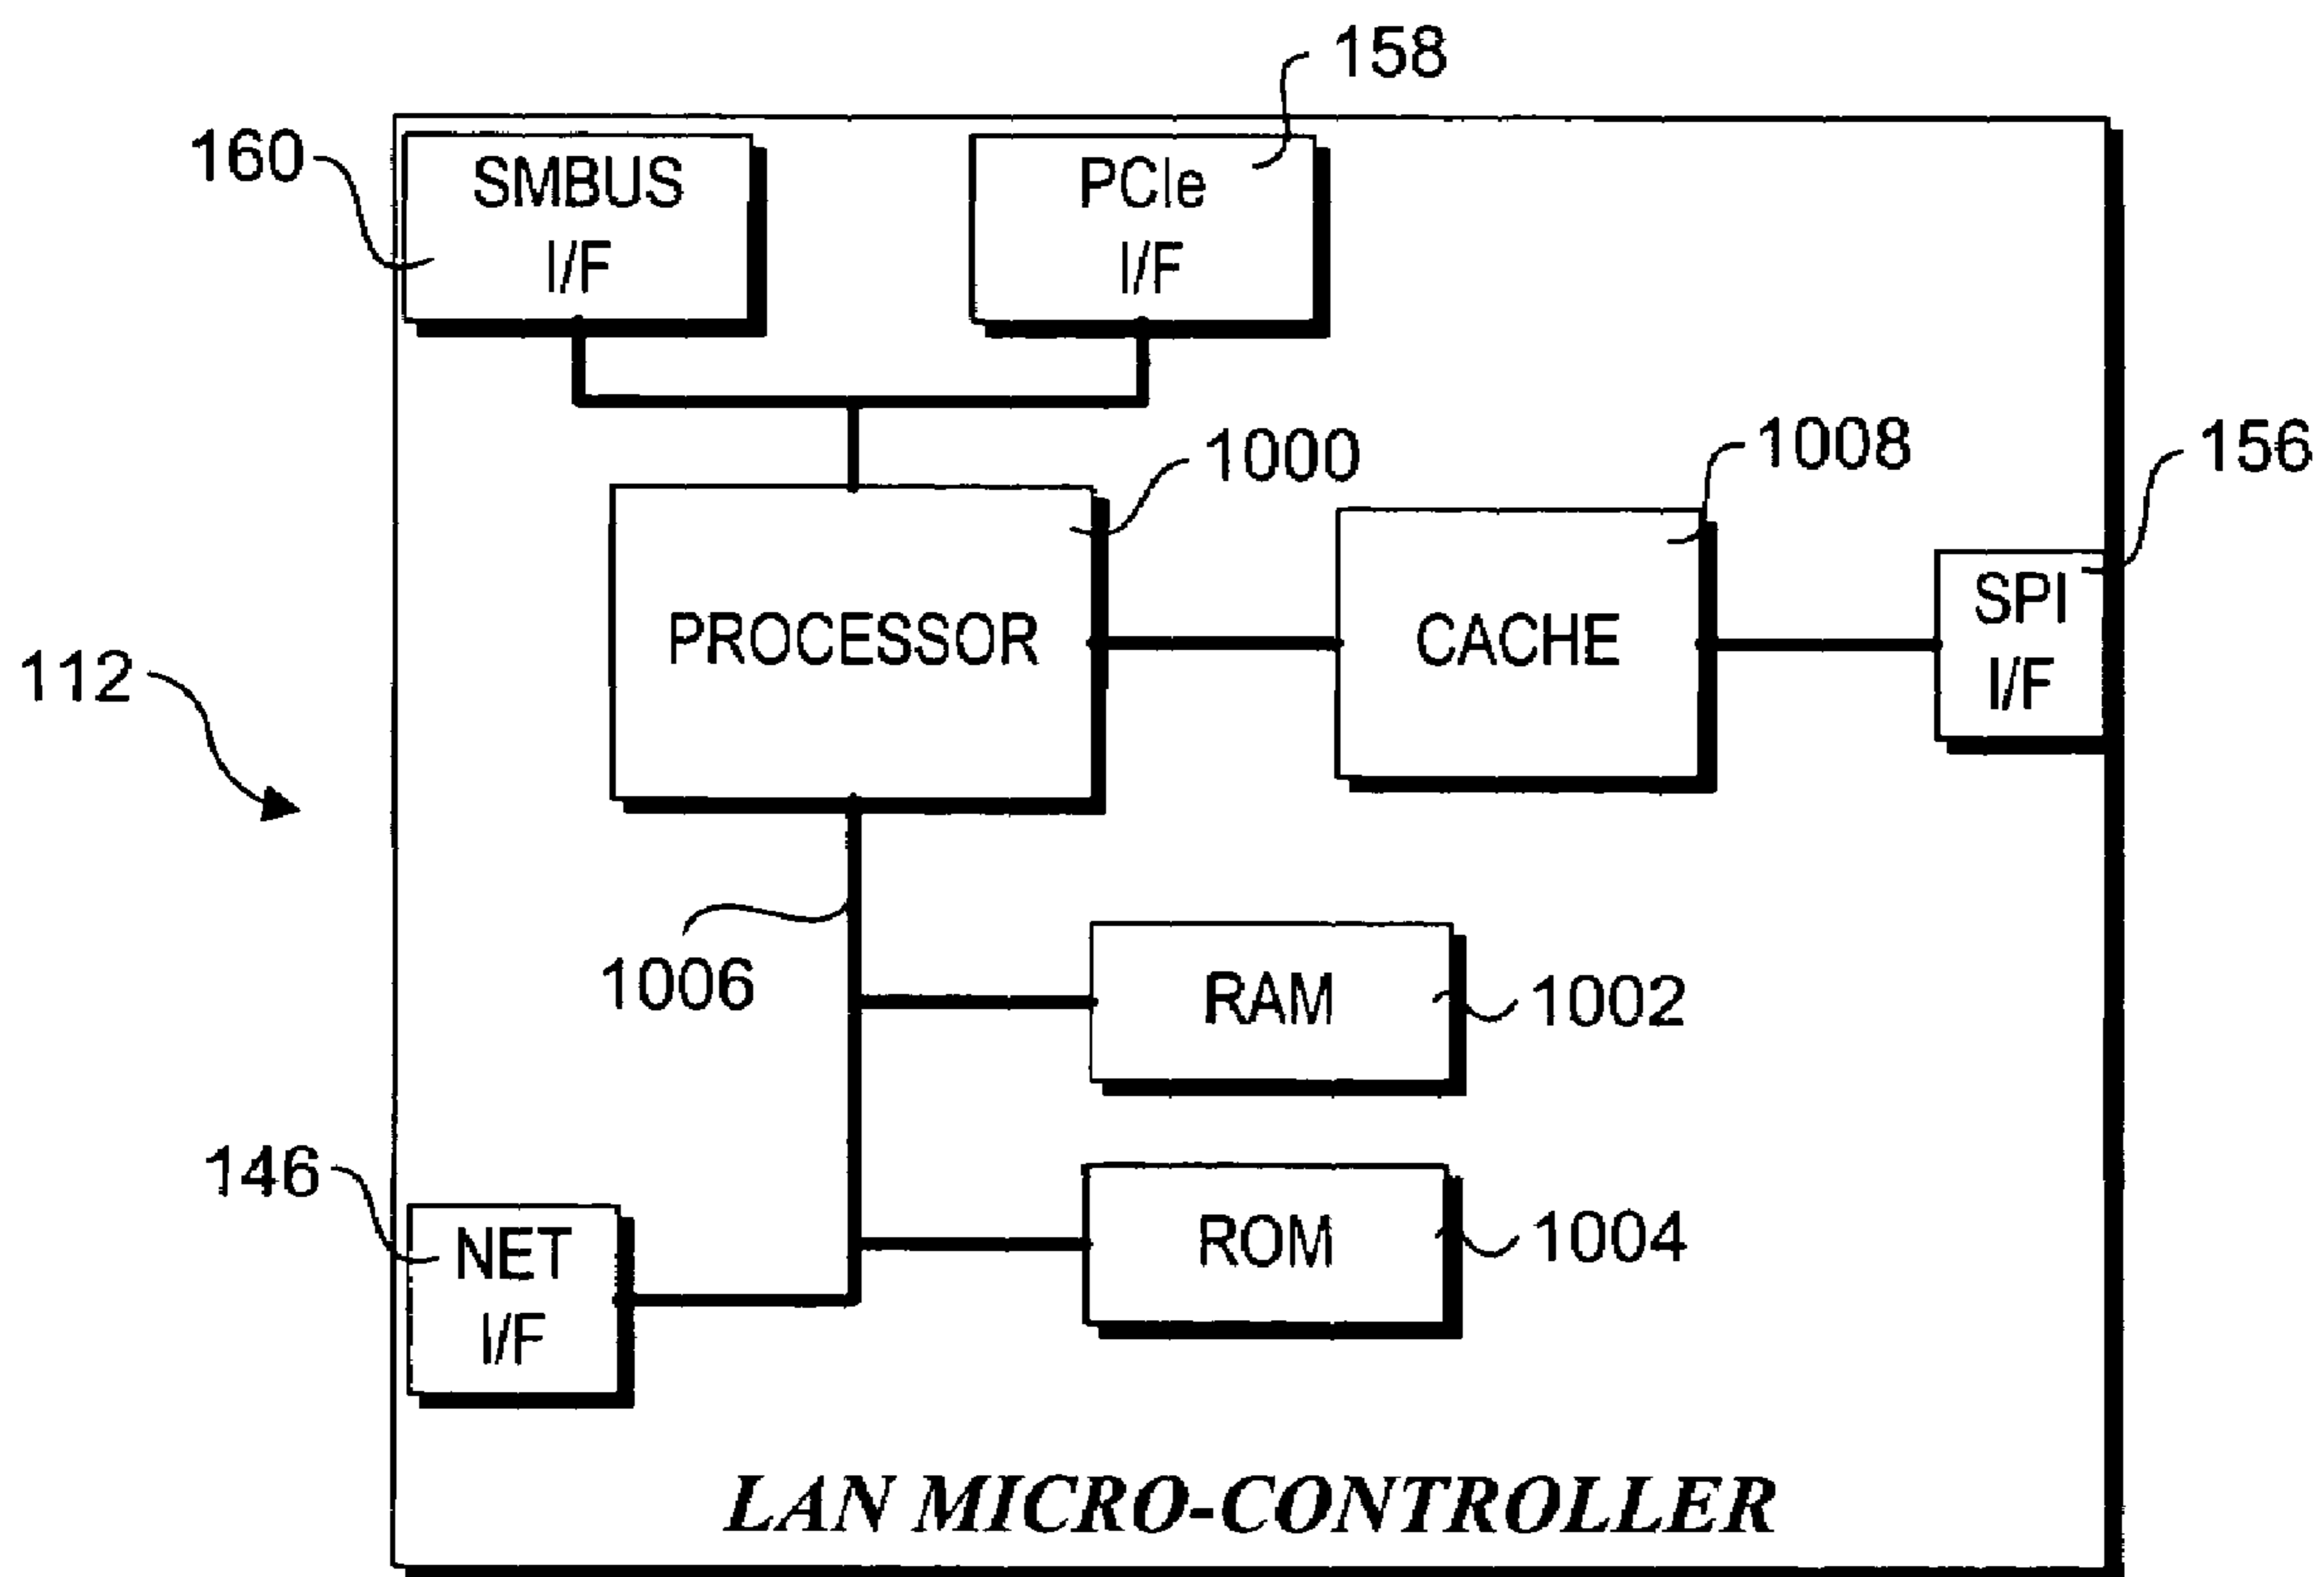 158
160
SMBUS
I/F
PCIe
I/F
1000
1008
156
PROCESSOR
CACHE
SPI
I/F
112
1006
RAM
1002
146
NET
I/F
ROM
1004
LAN MICRO-CONTROLLER